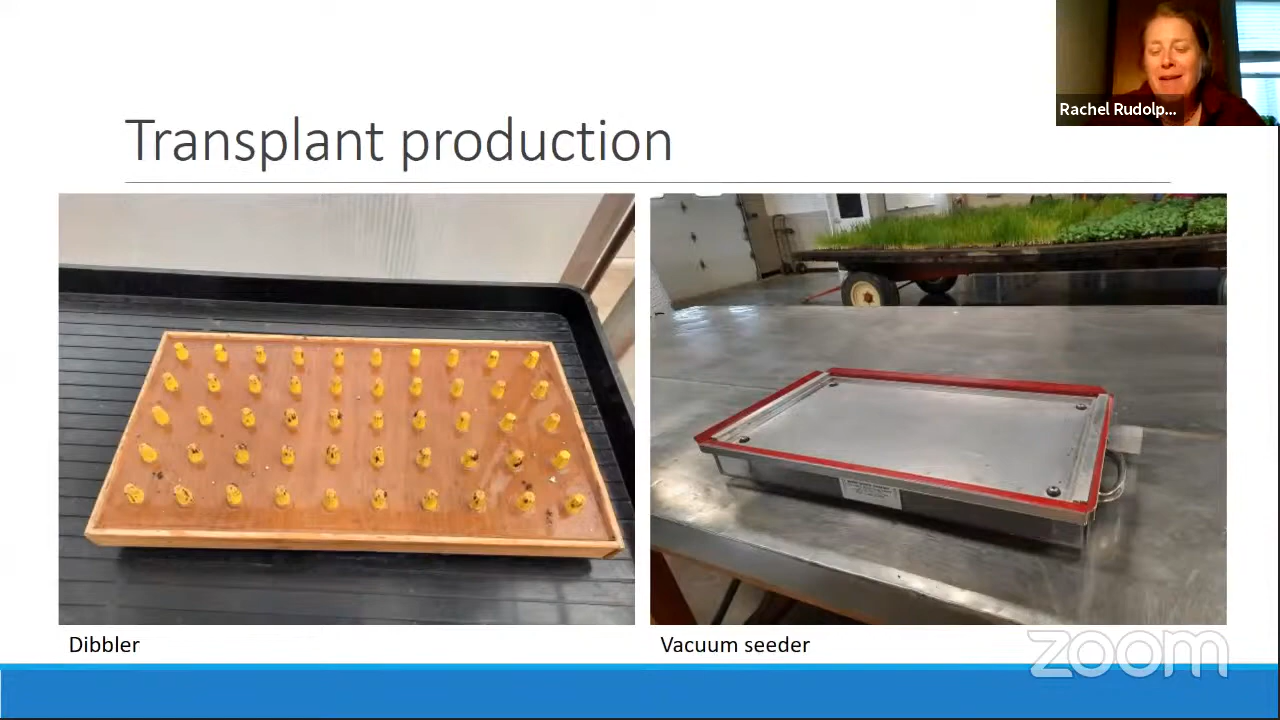 Rachel Rudolp...
Transplant production
Dibbler
Vacuum seeder
zoom